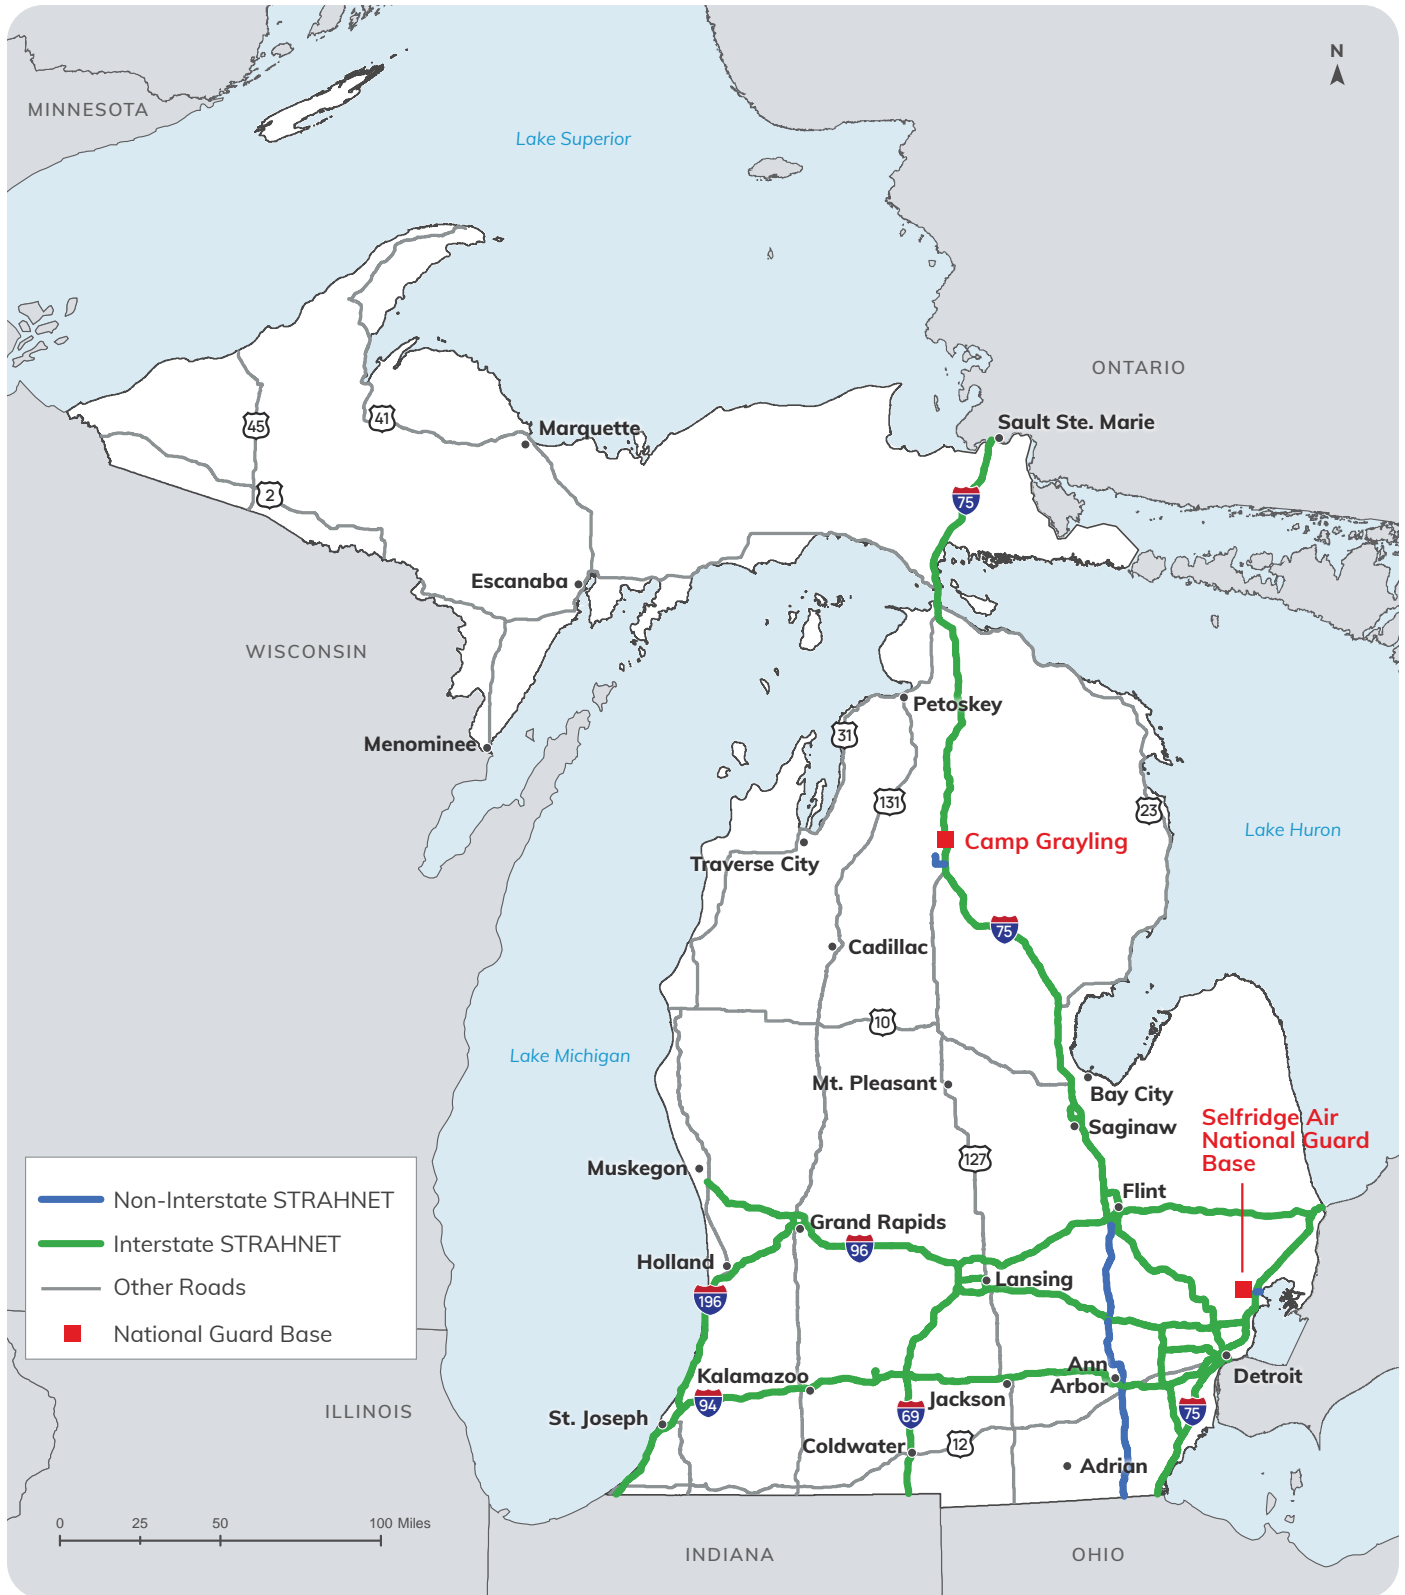 N
MINNESOTA
Lake Superior
ONTARIO
45
41
Marquette
Sault Ste. Marie
2
75
Escanaba
WISCONSIN
Petoskey
Menominee
31
131
23
Lake Huron
Camp Grayling
Traverse City
75
Cadillac
10
Lake Michigan
Mt. Pleasant
Bay City
Selfridge Air
National Guard
Base
Saginaw
127
Muskegon
Flint
Grand Rapids
96
Holland
Lansing
196
Non-Interstate STRAHNET
Interstate STRAHNET
Other Roads
National Guard Base
Ann
Arbor
Detroit
Kalamazoo
Jackson
94
69
75
ILLINOIS
St. Joseph
Coldwater
12
Adrian
0 25 50 100 Miles
INDIANA
OHIO